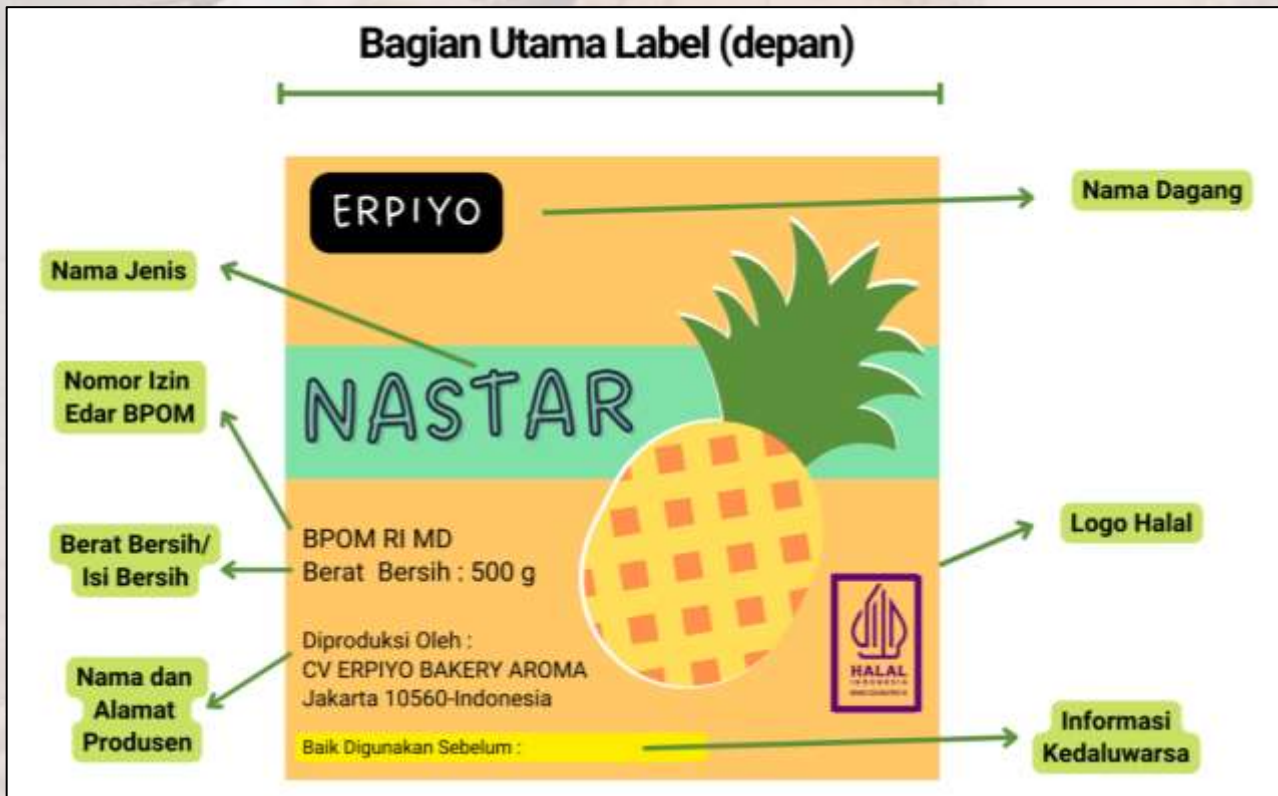 Bagian Utama Label (depan)
ERPIYO
Nama Dagang
Nama Jenis
NASTAR
Nomor Izin
Edar BPOM
BPOM RI MD
Berat Bersih : 500 g
Berat Bersih/
Isi Bersih
Logo Halal
HALAL
INDONESIA
Diproduksi Oleh :
CV ERPIYO BAKERY AROMA
Jakarta 10560-Indonesia
Nama dan
Alamat
Produsen
Baik Digunakan Sebelum :
Informasi
Kedaluwarsa